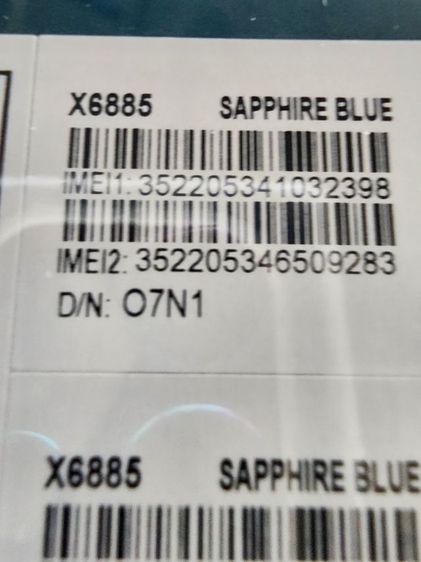 X6885 SAPPHIRE BLUE
IMEI1: 352205341032398
IMEI2: 352205346509283
D/N: O7N1
X6885 SAPPHIRE BLUE